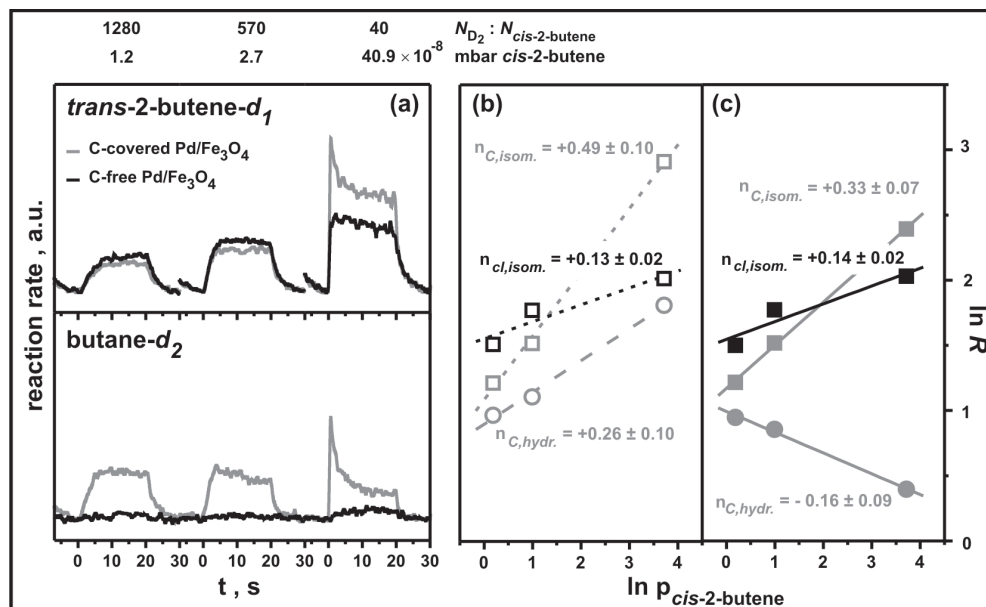 1280 570 40 N_D2 : N_cis-2-butene
1.2 2.7 40.9 × 10⁻⁸ mbar cis-2-butene
trans-2-butene-d₁ (a)
C-covered Pd/Fe₃O₄
C-free Pd/Fe₃O₄
butane-d₂
reaction rate , a.u.
0 10 20 30 0 10 20 30 0 10 20 30
t , s
(b)
n_C,isom. = +0.49 ± 0.10
n_cl,isom. = +0.13 ± 0.02
n_C,hydr. = +0.26 ± 0.10
0 1 2 3 4
(c)
n_C,isom. = +0.33 ± 0.07
n_cl,isom. = +0.14 ± 0.02
n_C,hydr. = - 0.16 ± 0.09
0 1 2 3 4
3
2
1
0
ln R
ln p_cis-2-butene